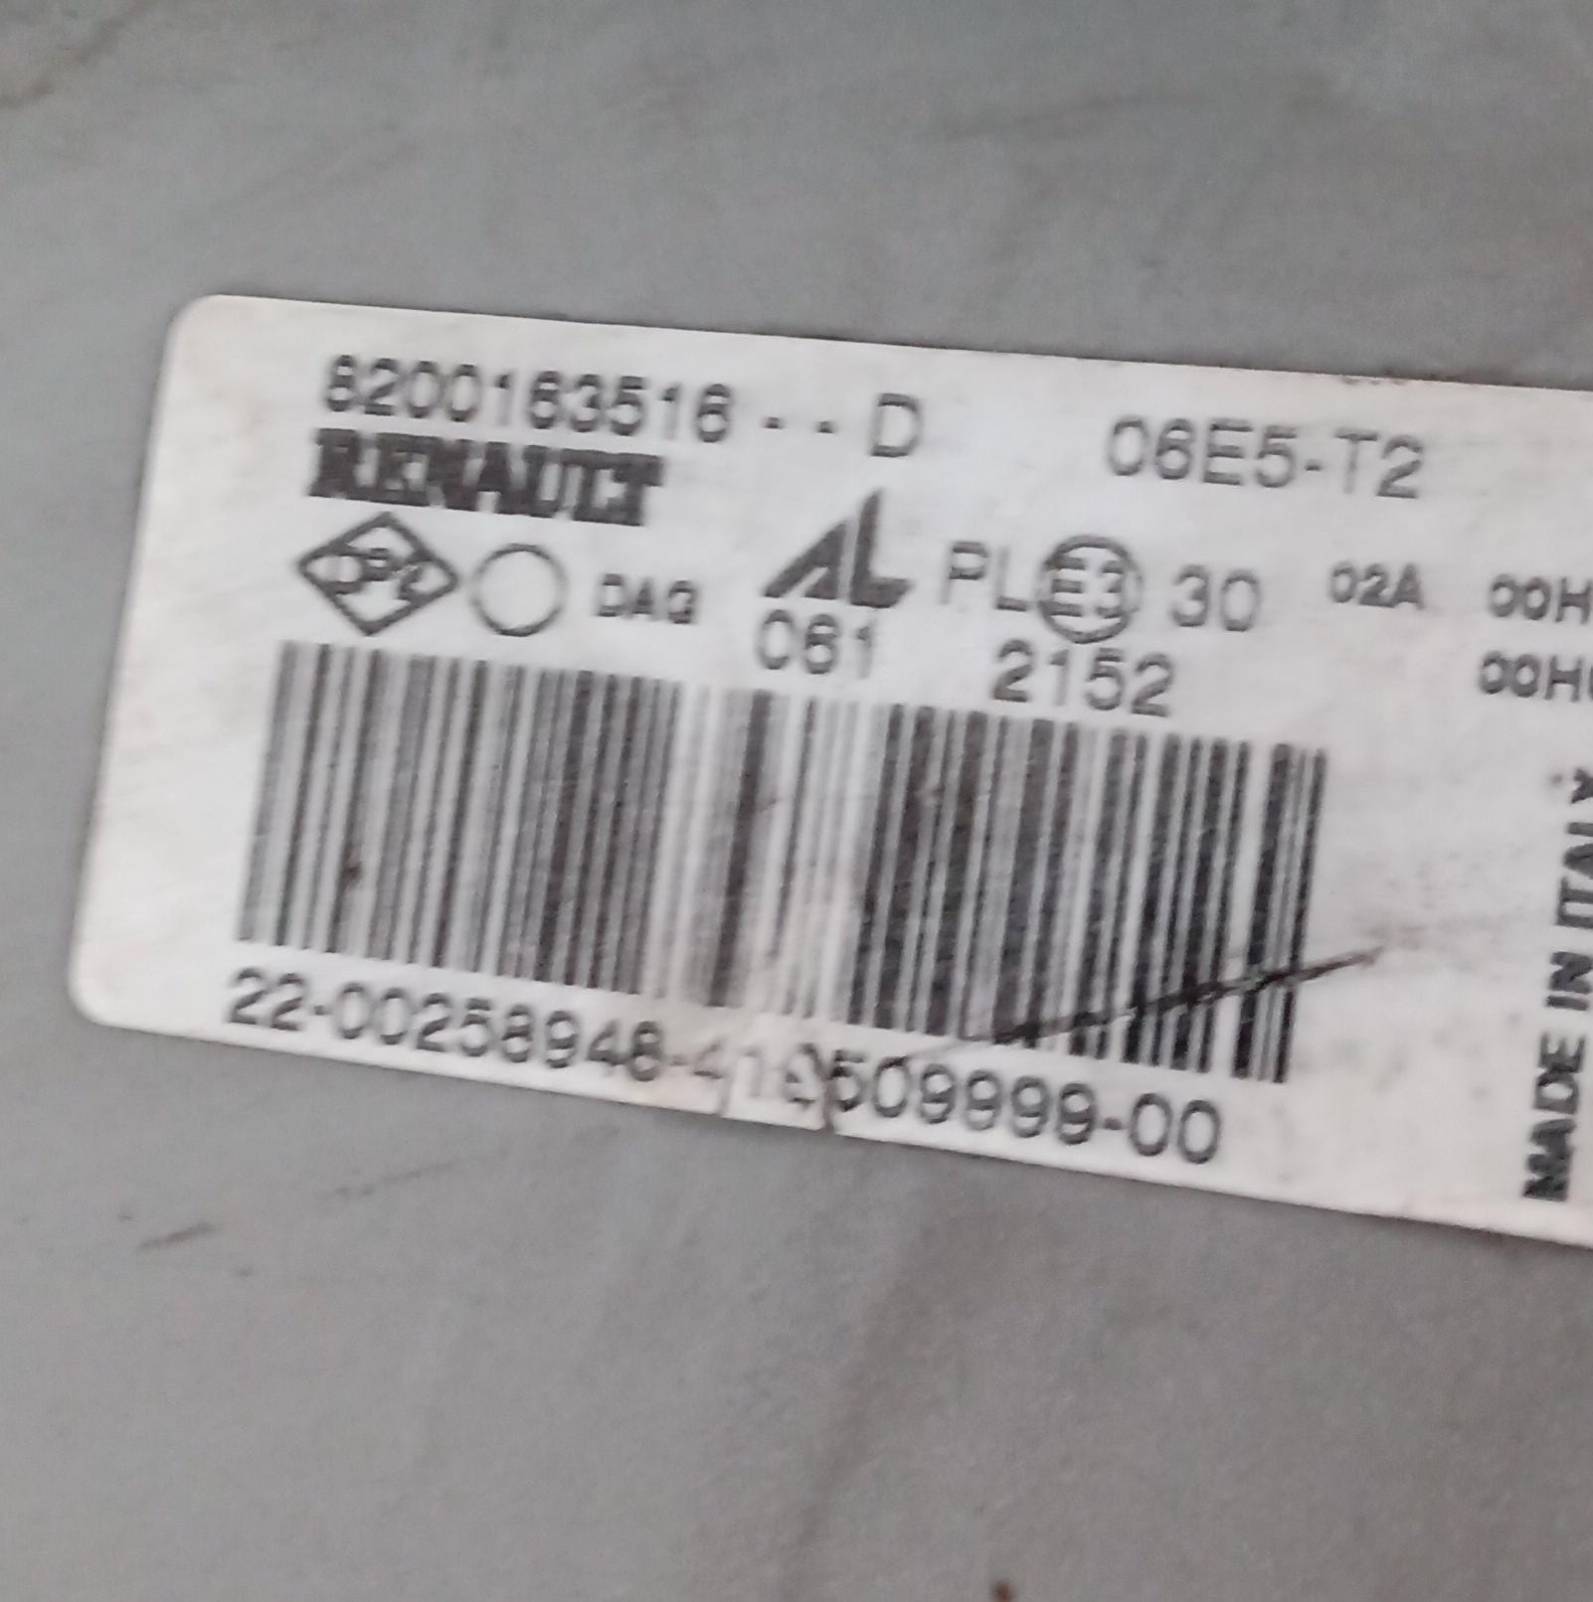 8200163516 - - D 06E5-T2
RENAULT
DAG AL PL E3 30 02A 00H
061 2152 00H
22-00258948-
509999-00
MADE IN ITALY